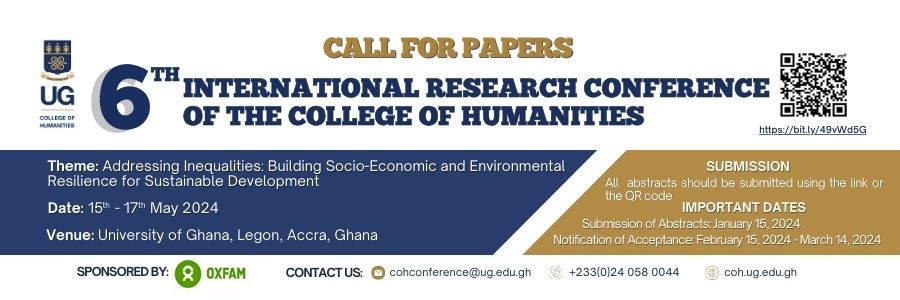 CALL FOR PAPERS
6TH INTERNATIONAL RESEARCH CONFERENCE
OF THE COLLEGE OF HUMANITIES
UG
COLLEGE OF
HUMANITIES
https://bit.ly/49vWd5G
Theme: Addressing Inequalities: Building Socio-Economic and Environmental
Resilience for Sustainable Development
Date: 15th - 17th May 2024
Venue: University of Ghana, Legon, Accra, Ghana
SUBMISSION
All abstracts should be submitted using the link or
the QR code
IMPORTANT DATES
Submission of Abstracts: January 15, 2024
Notification of Acceptance: February 15, 2024 - March 14, 2024
SPONSORED BY: OXFAM
CONTACT US: cohconference@ug.edu.gh +233(0)24 058 0044 coh.ug.edu.gh